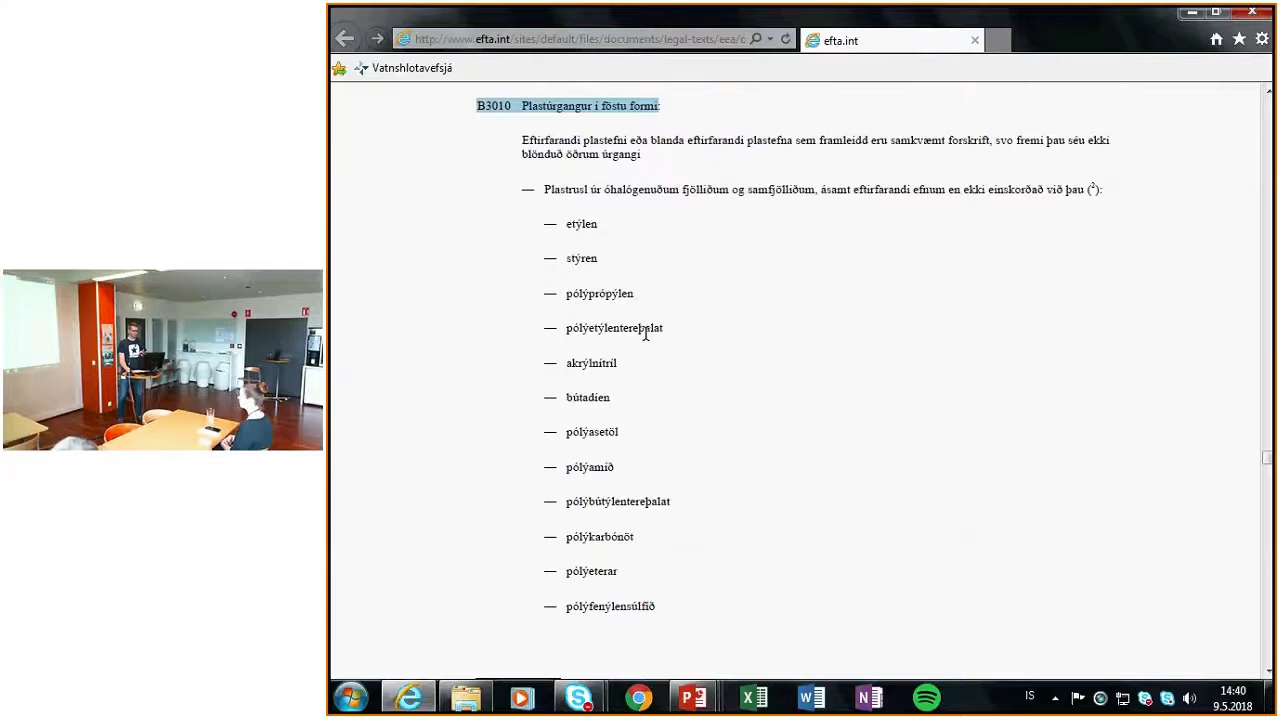 http://www.efta.int/sites/default/files/documents/legal-texts/eea/
efta.int
Vatnshlotavefsjá
B3010 Plastúrgangur í föstu formi:
Eftirfarandi plastefni eða blanda eftirfarandi plastefna sem framleidd eru samkvæmt forskrift, svo fremi þau séu ekki
blönduð öðrum úrgangi
— Plastrusl úr óhalógenuðum fjölliðum og samfjölliðum, ásamt eftirfarandi efnum en ekki einskorðað við þau (2):
— etýlen
— stýren
— pólýprópýlen
— pólýetýlentereþalat
— akrýlnítríl
— bútadíen
— pólýasetöl
— pólýamíð
— pólýbútýlentereþalat
— pólýkarbónöt
— pólýeterar
— pólýfenýlensúlfíð
IS
14:40
9.5.2018